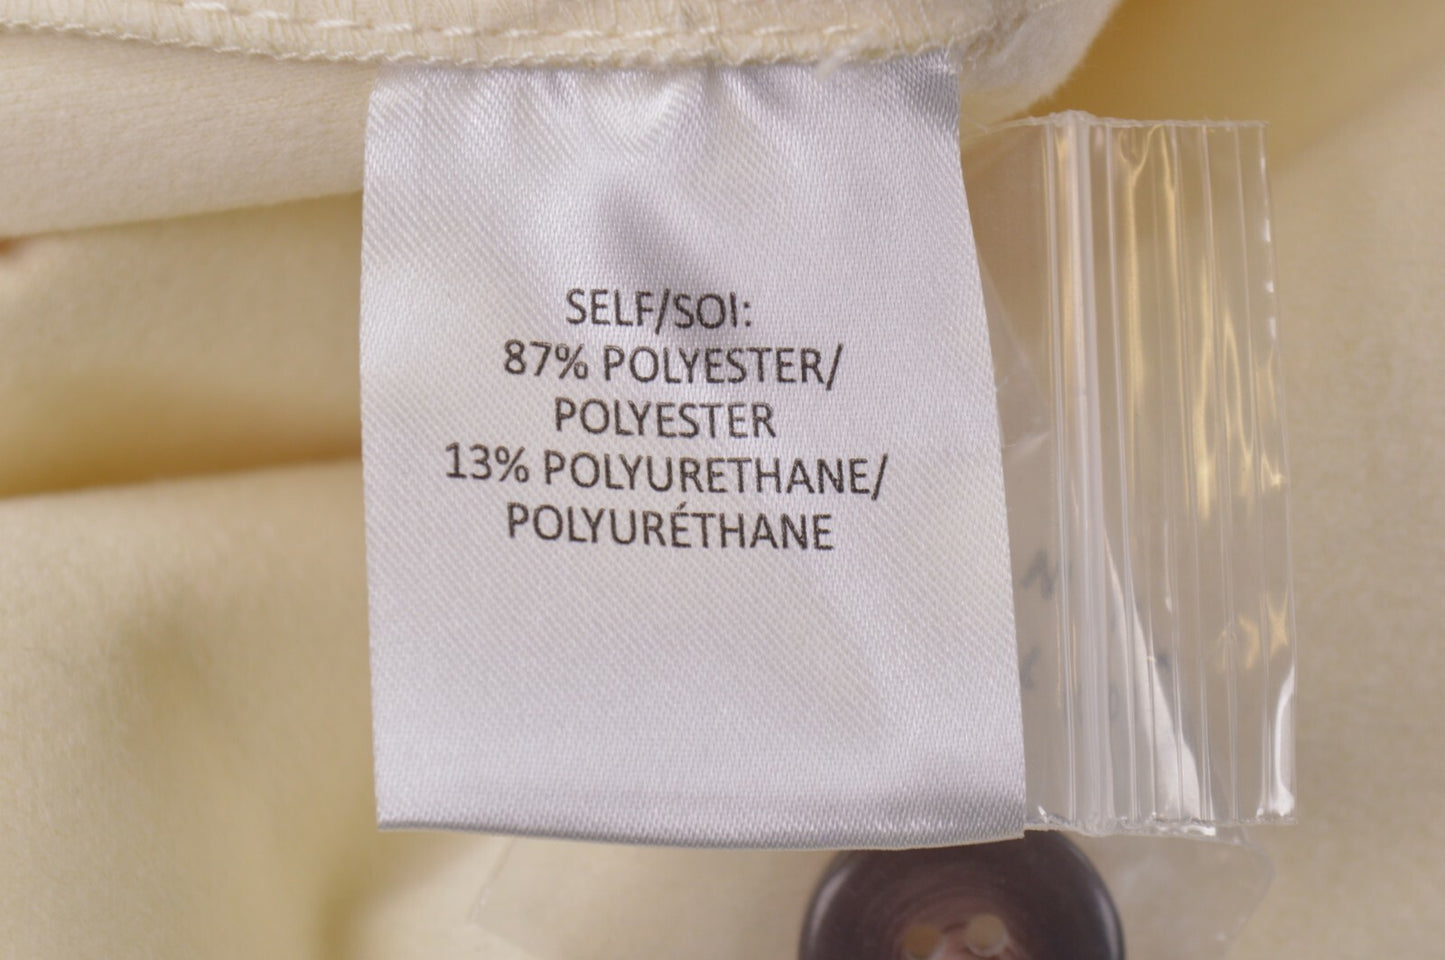 SELF/SOI:
87% POLYESTER/
POLYESTER
13% POLYURETHANE/
POLYURÉTHANE